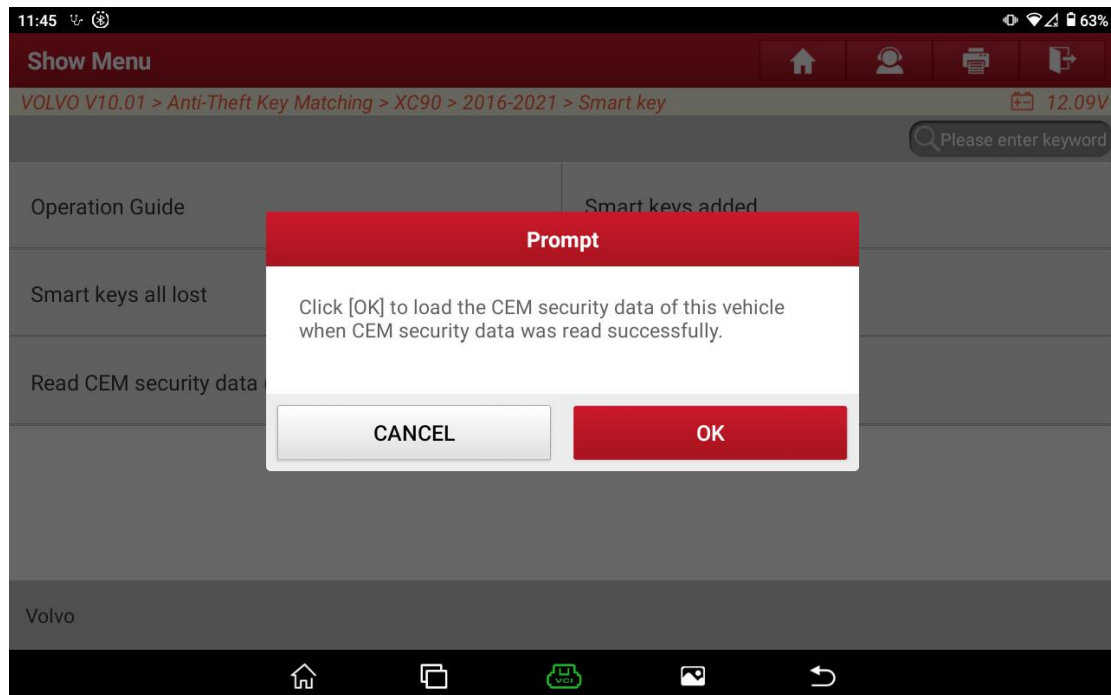 11:45
63%
Show Menu
VOLVO V10.01 > Anti-Theft Key Matching > XC90 > 2016-2021 > Smart key
12.09V
Please enter keyword
Operation Guide
Smart keys added
Prompt
Smart keys all lost
Click [OK] to load the CEM security data of this vehicle
when CEM security data was read successfully.
Read CEM security data
CANCEL
OK
Volvo
VCI